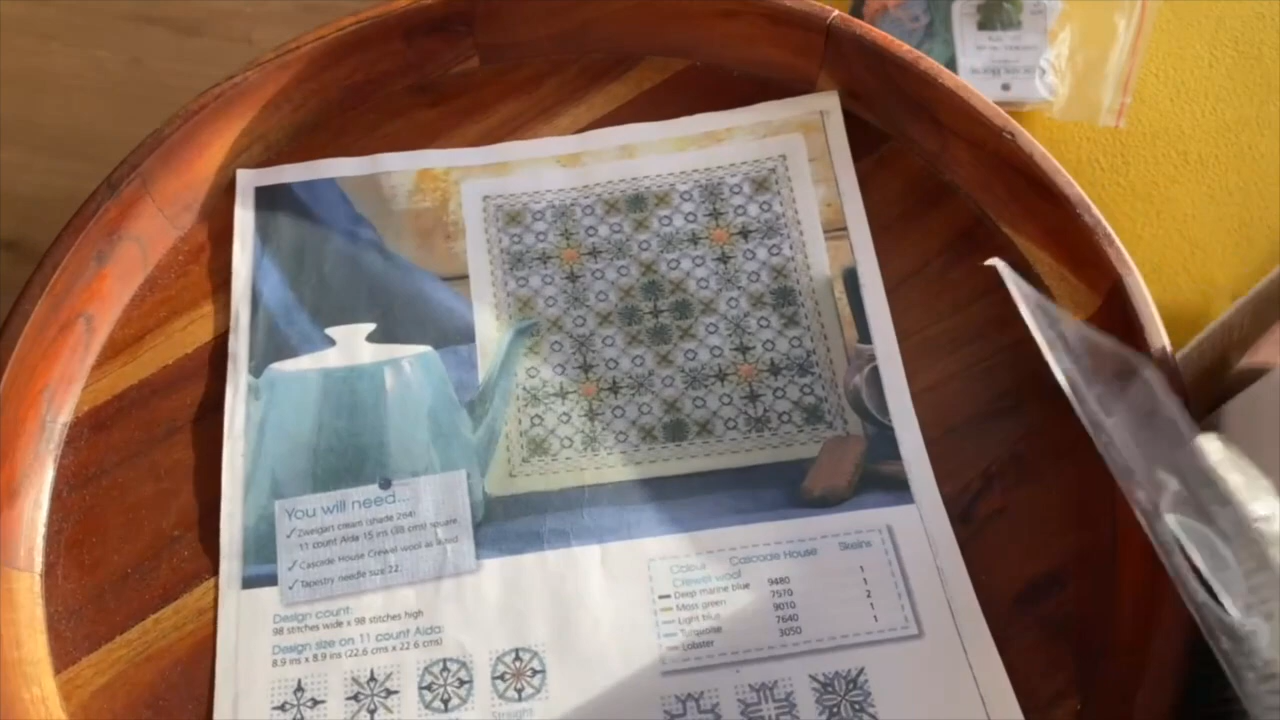 You will need...
✓Zweigart cream (shade 264)
11 count Aida 15 ins (38 cms) square
✓Cascade House Crewel wool as listed
✓Tapestry needle size 22.
Design count:
98 stitches wide x 98 stitches high
Design size on 11 count Aida:
8.9 ins x 8.9 ins (22.6 cms x 22.6 cms)
Straight
Colour Cascade House Skeins
Crewel wool
Deep marine blue 9480 1
Moss green 7570 1
Light blue 9010 2
Turquoise 7640 1
Lobster 3050